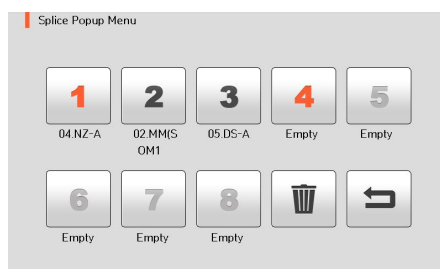 Splice Popup Menu
1 2 3 4 5
04.NZ-A 02.MM(S 05.DS-A Empty Empty
OM1
6 7 8
Empty Empty Empty